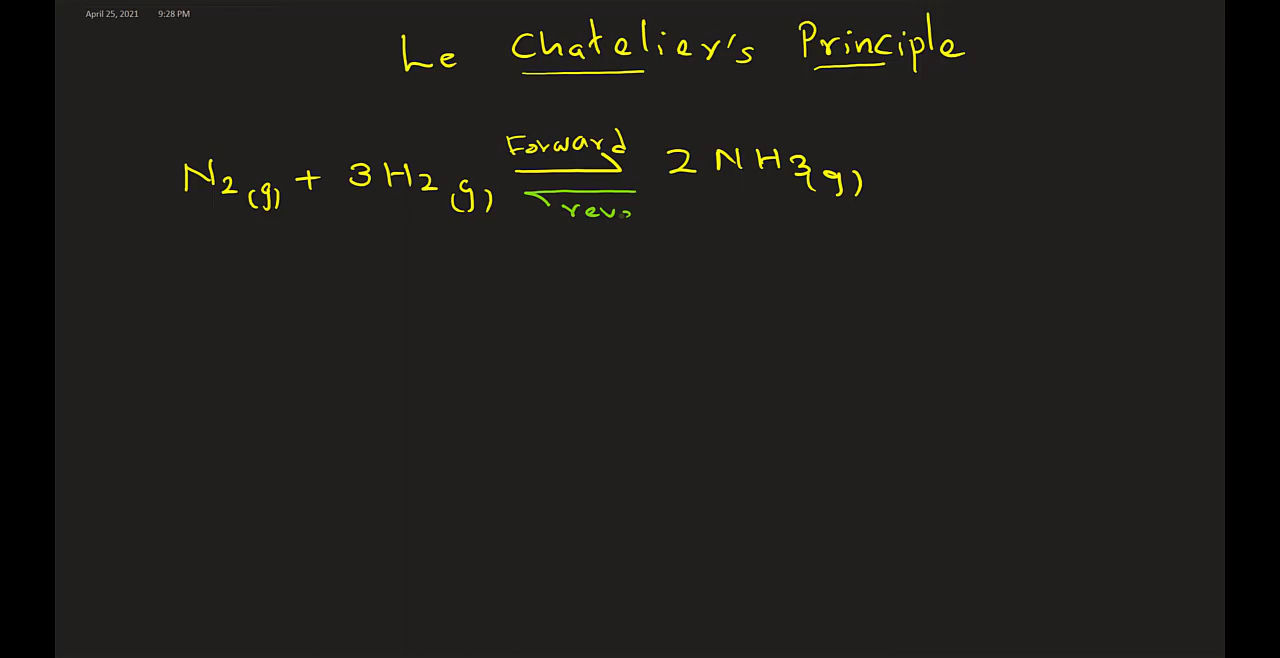 April 25, 2021 9:28 PM
Le Chatelier's Principle
Forward
N2(g) + 3H2(g) ⇌ 2NH3(g)